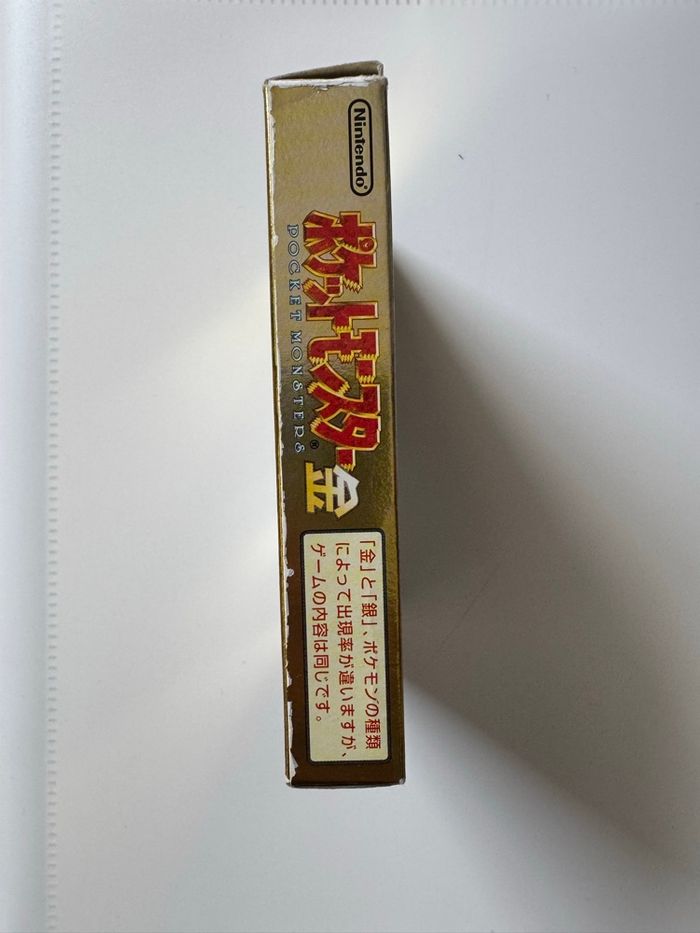 Nintendo®
ポケットモンスター金
POCKET MONSTERS®
「金」と「銀」、ポケモンの種類
によって出現率が違いますが、
ゲームの内容は同じです。